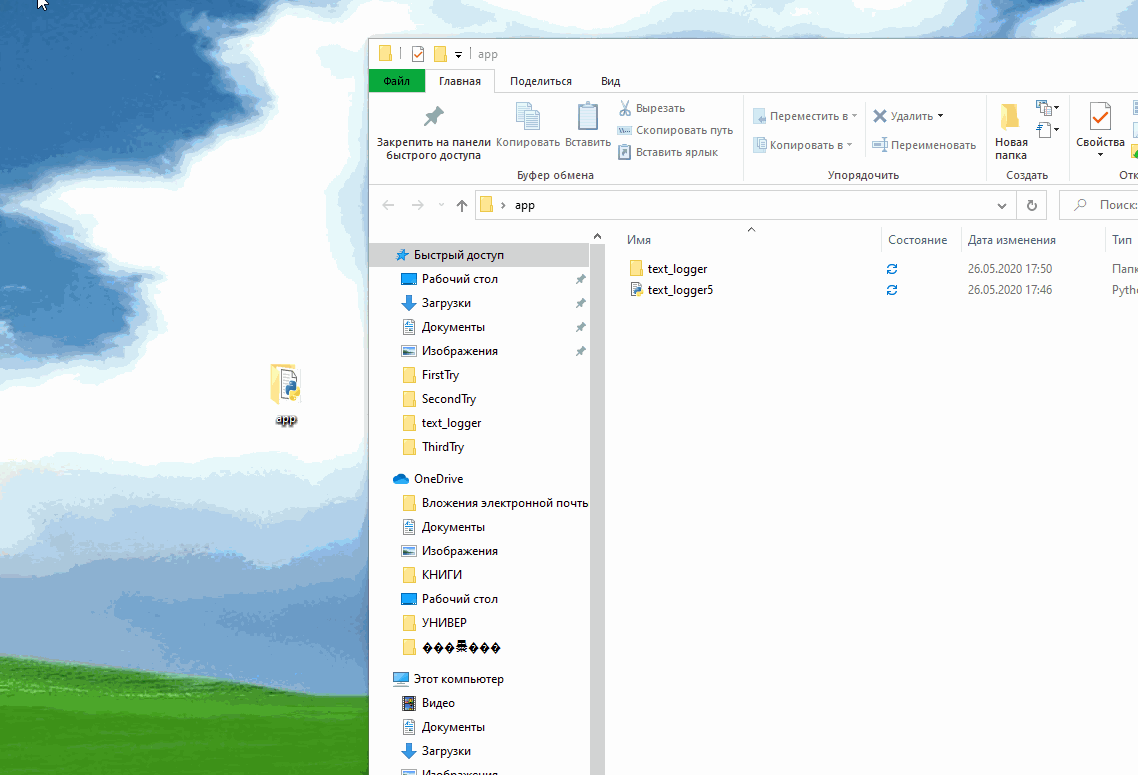 app
Файл Главная Поделиться Вид
Закрепить на панели быстрого доступа
Копировать
Вставить
Вырезать
Скопировать путь
Вставить ярлык
Буфер обмена
Переместить в
Копировать в
Удалить
Переименовать
Упорядочить
Новая папка
Создать
Свойства
Отк
app
Поиск:
Быстрый доступ
Рабочий стол
Загрузки
Документы
Изображения
FirstTry
SecondTry
text_logger
ThirdTry
OneDrive
Вложения электронной почты
Документы
Изображения
КНИГИ
Рабочий стол
УНИВЕР
Этот компьютер
Видео
Документы
Загрузки
Изображения
Имя Состояние Дата изменения Тип
text_logger 26.05.2020 17:50 Папк
text_logger5 26.05.2020 17:46 Pytho
app